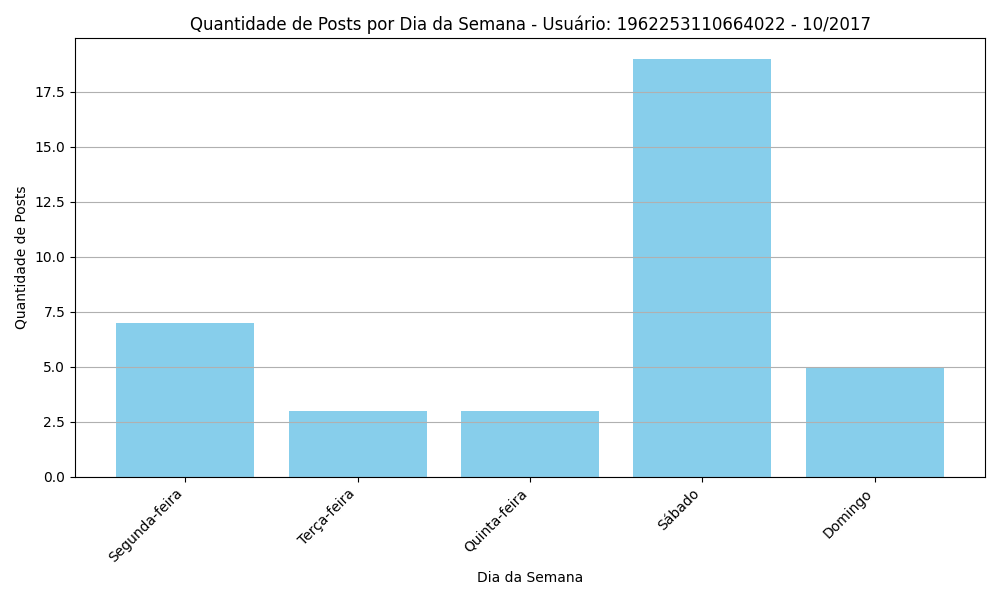 Quantidade de Posts por Dia da Semana - Usuário: 1962253110664022 - 10/2017
Quantidade de Posts
17.5
15.0
12.5
10.0
7.5
5.0
2.5
0.0
Segunda-feira
Terça-feira
Quinta-feira
Sábado
Domingo
Dia da Semana